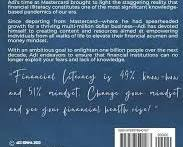 Adi's time at Mastercard brought to light the staggering reality that
financial illiteracy constitutes one of the most significant knowledge-
based pandemics of our era.
Since departing from Mastercard—where he had spearheaded
growth for a thriving multi-million dollar business—Adi has devoted
himself to creating content and resources aimed at empowering
individuals from all walks of life to elevate their financial acumen
and money mindset.
With an ambitious goal to enlighten one billion people over the next
decade, Adi endeavors to ensure that financial institutions can no
longer exploit your fears and lack of knowledge.
"Financial literacy is 49% know-how
and 51% mindset. Change your mindset
and see your financial health rise!"